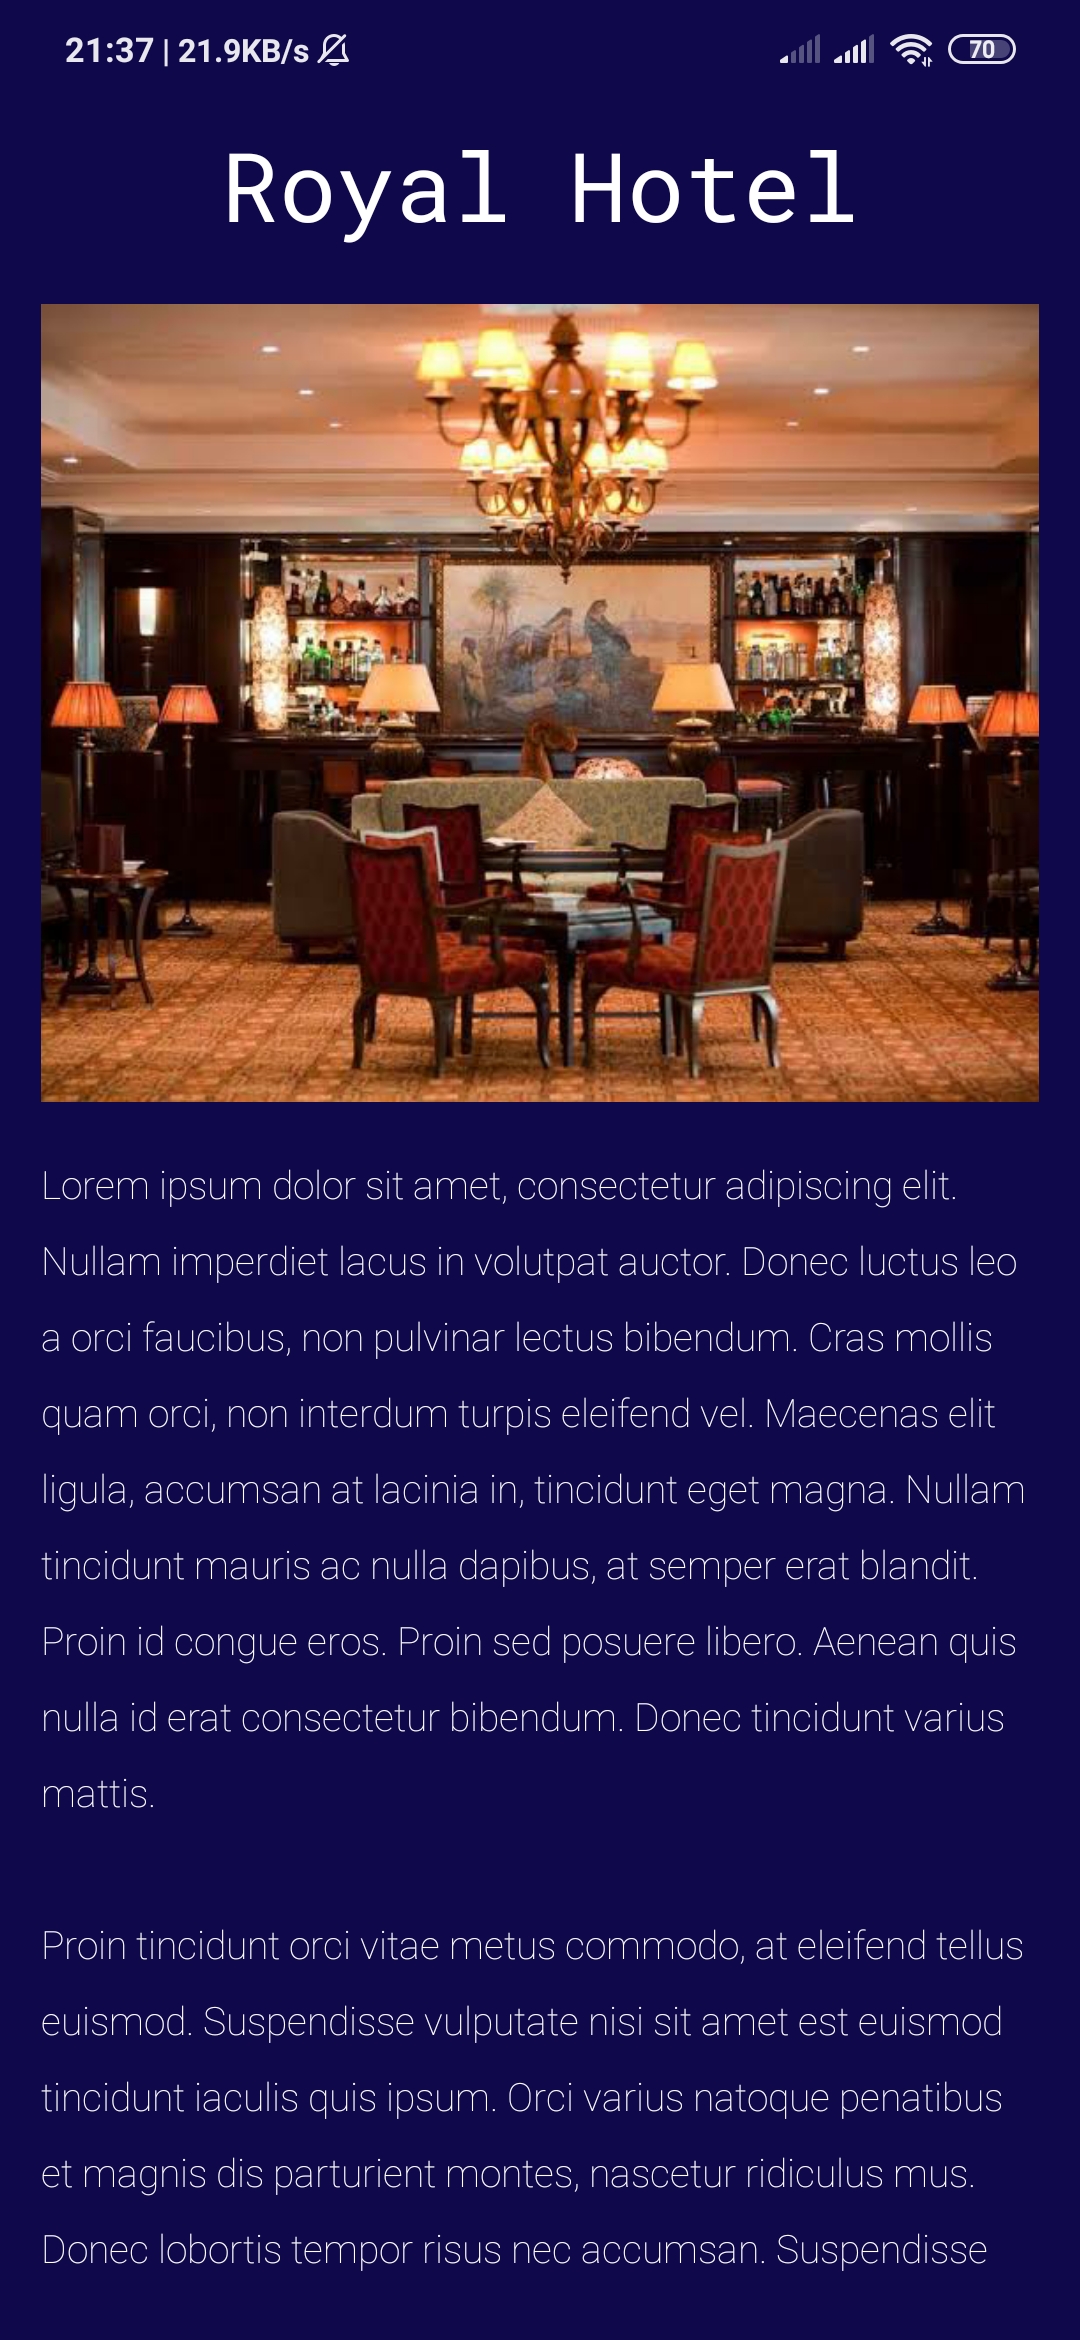 21:37 | 21.9KB/s
70
Royal Hotel
Lorem ipsum dolor sit amet, consectetur adipiscing elit.
Nullam imperdiet lacus in volutpat auctor. Donec luctus leo
a orci faucibus, non pulvinar lectus bibendum. Cras mollis
quam orci, non interdum turpis eleifend vel. Maecenas elit
ligula, accumsan at lacinia in, tincidunt eget magna. Nullam
tincidunt mauris ac nulla dapibus, at semper erat blandit.
Proin id congue eros. Proin sed posuere libero. Aenean quis
nulla id erat consectetur bibendum. Donec tincidunt varius
mattis.
Proin tincidunt orci vitae metus commodo, at eleifend tellus
euismod. Suspendisse vulputate nisi sit amet est euismod
tincidunt iaculis quis ipsum. Orci varius natoque penatibus
et magnis dis parturient montes, nascetur ridiculus mus.
Donec lobortis tempor risus nec accumsan. Suspendisse